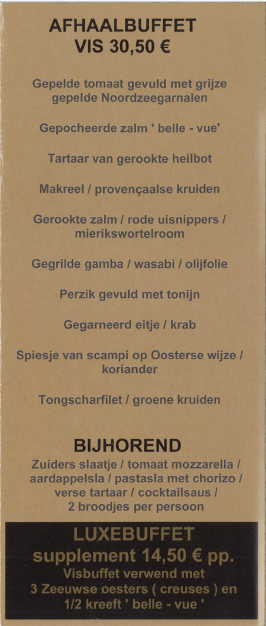 AFHAALBUFFET
VIS 30,50 €
Gepelde tomaat gevuld met grijze
gepelde Noordzeegarnalen
Gepocheerde zalm ' belle - vue'
Tartaar van gerookte heilbot
Makreel / provençaalse kruiden
Gerookte zalm / rode uisnippers /
mierikswortelroom
Gegrilde gamba / wasabi / olijfolie
Perzik gevuld met tonijn
Gegarneerd eitje / krab
Spiesje van scampi op Oosterse wijze /
koriander
Tongscharfilet / groene kruiden
BIJHOREND
Zuiders slaatje / tomaat mozzarella /
aardappelsla / pastasla met chorizo /
verse tartaar / cocktailsaus /
2 broodjes per persoon
LUXEBUFFET
supplement 14,50 € pp.
Visbuffet verwend met
3 Zeeuwse oesters ( creuses ) en
1/2 kreeft ' belle - vue '